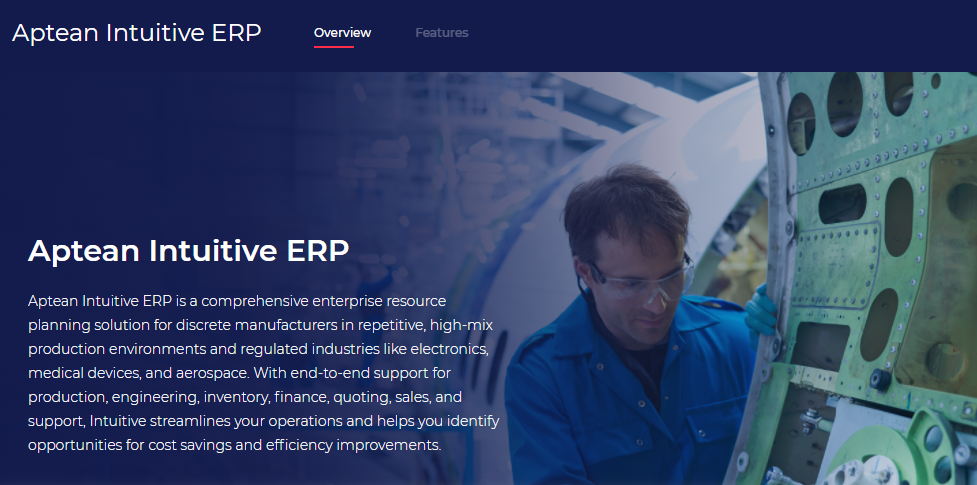 Aptean Intuitive ERP
Overview
Features
Aptean Intuitive ERP
Aptean Intuitive ERP is a comprehensive enterprise resource
planning solution for discrete manufacturers in repetitive, high-mix
production environments and regulated industries like electronics,
medical devices, and aerospace. With end-to-end support for
production, engineering, inventory, finance, quoting, sales, and
support, Intuitive streamlines your operations and helps you identify
opportunities for cost savings and efficiency improvements.